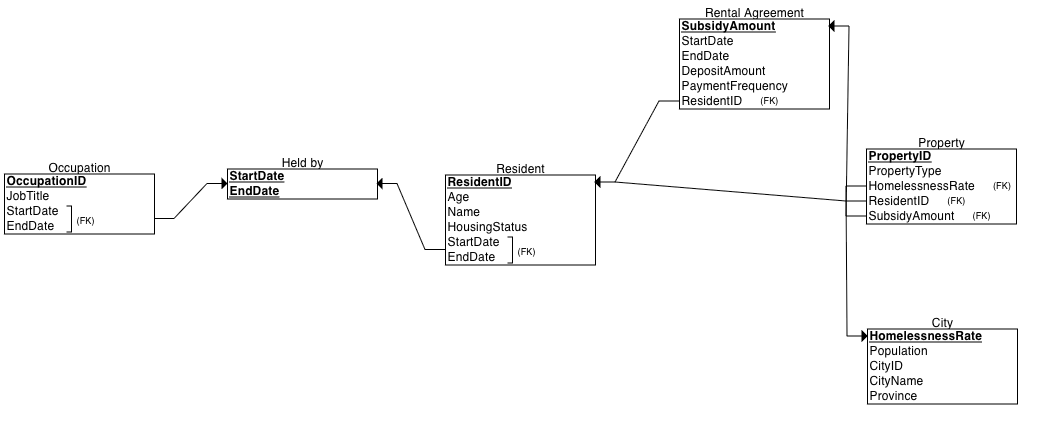 Rental Agreement
SubsidyAmount
StartDate
EndDate
DepositAmount
PaymentFrequency
ResidentID (FK)
Property
PropertyID
PropertyType
HomelessnessRate (FK)
ResidentID (FK)
SubsidyAmount (FK)
Occupation
OccupationID
JobTitle
StartDate
EndDate
(FK)
Held by
StartDate
EndDate
Resident
ResidentID
Age
Name
HousingStatus
StartDate
EndDate
(FK)
City
HomelessnessRate
Population
CityID
CityName
Province